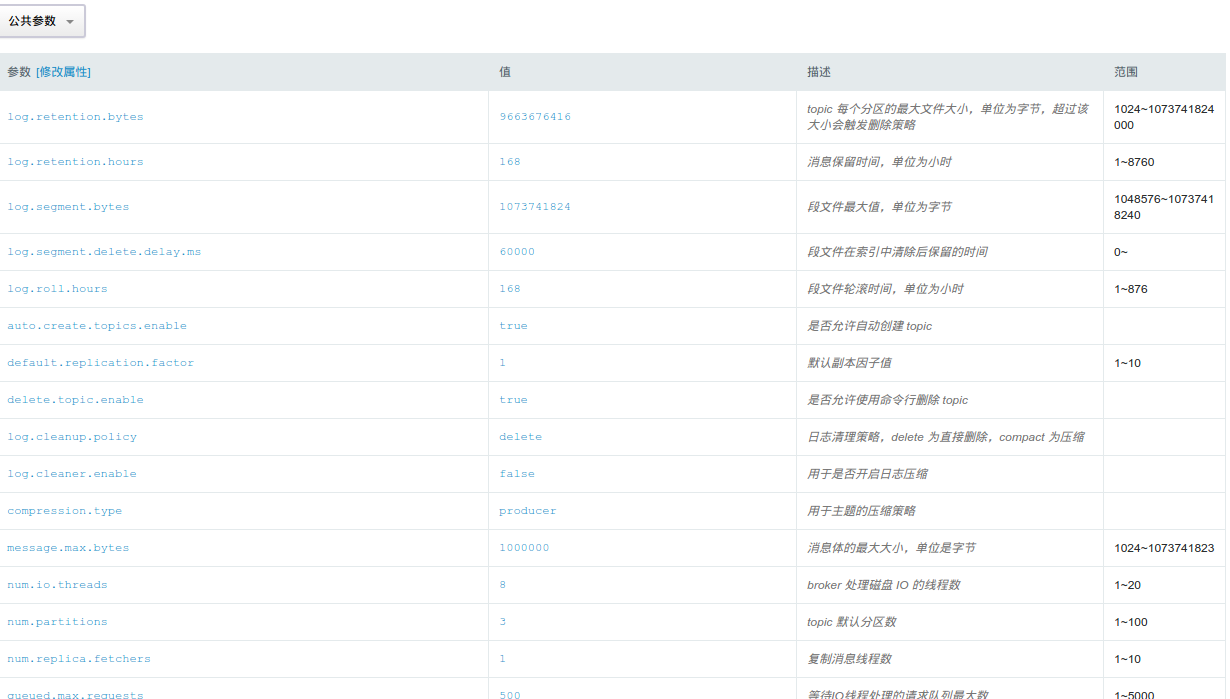 公共参数
参数 [修改属性] 值 描述 范围
log.retention.bytes 9663676416 topic 每个分区的最大文件大小，单位为字节，超过该 1024~1073741824
大小会触发删除策略 000
log.retention.hours 168 消息保留时间，单位为小时 1~8760
log.segment.bytes 1073741824 段文件最大值，单位为字节 1048576~1073741
8240
log.segment.delete.delay.ms 60000 段文件在索引中清除后保留的时间 0~
log.roll.hours 168 段文件轮滚时间，单位为小时 1~876
auto.create.topics.enable true 是否允许自动创建 topic
default.replication.factor 1 默认副本因子值 1~10
delete.topic.enable true 是否允许使用命令行删除 topic
log.cleanup.policy delete 日志清理策略，delete 为直接删除，compact 为压缩
log.cleaner.enable false 用于是否开启日志压缩
compression.type producer 用于主题的压缩策略
message.max.bytes 1000000 消息体的最大大小，单位是字节 1024~1073741823
num.io.threads 8 broker 处理磁盘 IO 的线程数 1~20
num.partitions 3 topic 默认分区数 1~100
num.replica.fetchers 1 复制消息线程数 1~10
queued.max.requests 500 等待IO线程处理的请求队列最大数 1~5000